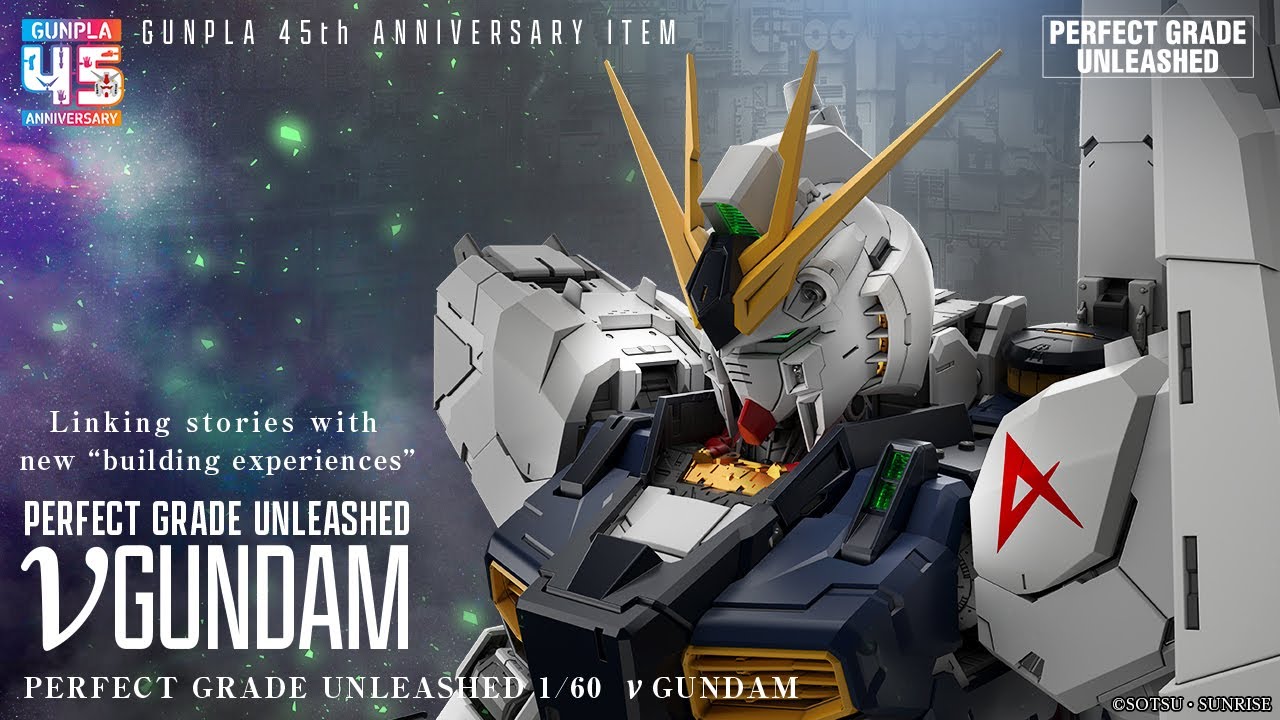 GUNPLA
45
ANNIVERSARY
GUNPLA 45th ANNIVERSARY ITEM
PERFECT GRADE
UNLEASHED
Linking stories with
new “building experiences”
PERFECT GRADE UNLEASHED
νGUNDAM
PERFECT GRADE UNLEASHED 1/60 ν GUNDAM
©SOTSU・SUNRISE